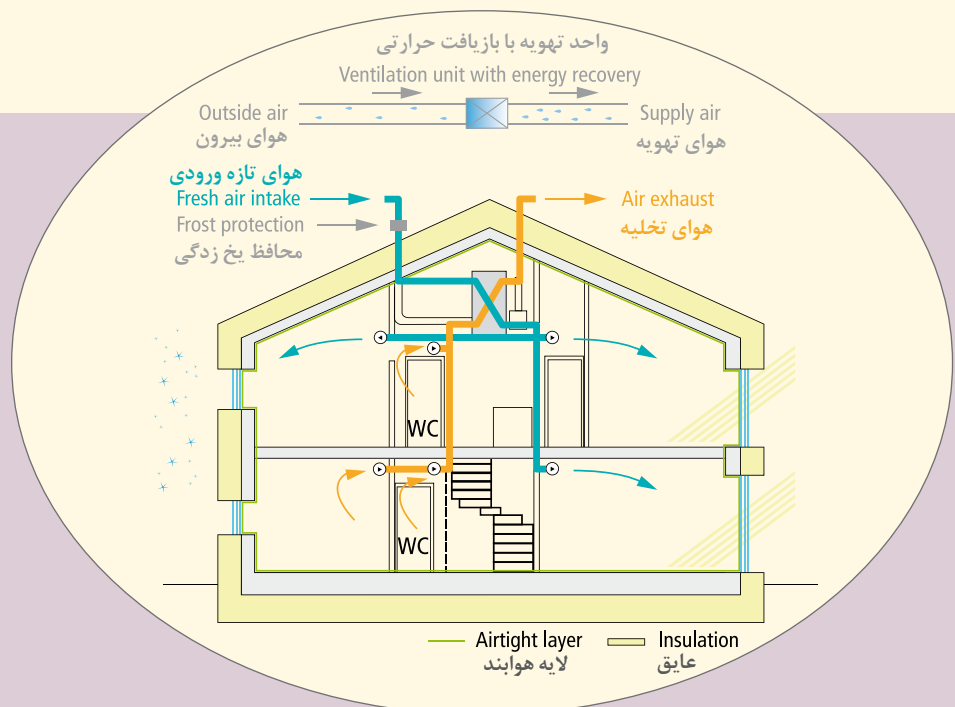 واحد تهویه با بازیافت حرارتی
Ventilation unit with energy recovery
Outside air
هوای بیرون
Supply air
هوای تهویه
هوای تازه ورودی
Fresh air intake
Frost protection
محافظ یخ زدگی
Air exhaust
هوای تخلیه
WC
WC
Airtight layer
لایه هوابند
Insulation
عایق